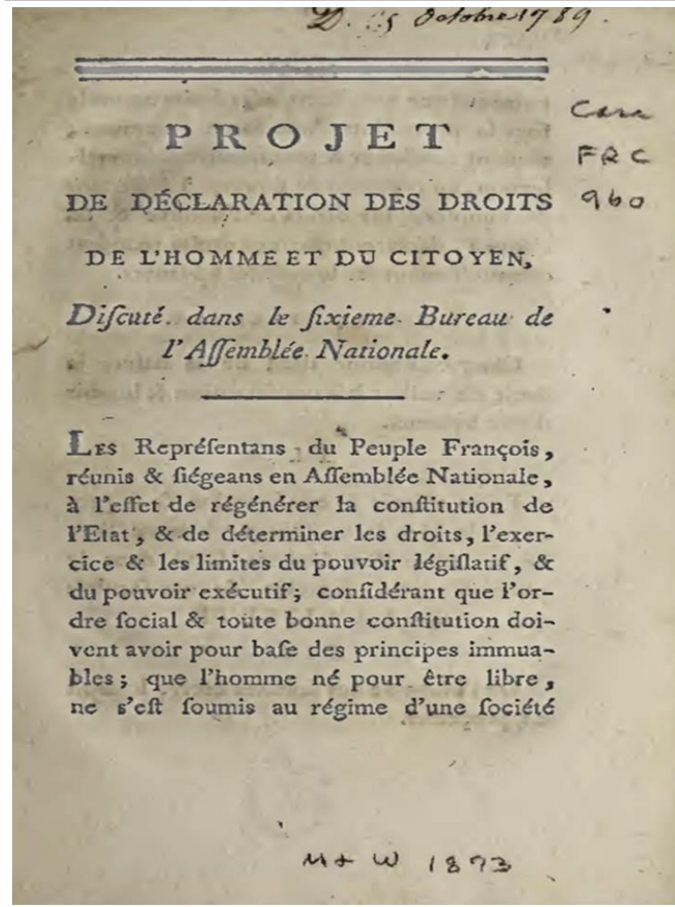 D. 5 Octobre 1789.
PROJET
DE DÉCLARATION DES DROITS
DE L'HOMME ET DU CITOYEN,
Diſcuté dans le ſixieme Bureau de
l'Aſſemblée Nationale.
Case
FRC
960
LES Repréſentans du Peuple François,
réunis & ſiégeans en Aſſemblée Nationale,
à l'effet de régénérer la conſtitution de
l'Etat, & de déterminer les droits, l'exer-
cice & les limites du pouvoir légiſlatif, &
du pouvoir exécutif; conſidérant que l'or-
dre ſocial & toute bonne conſtitution doi-
vent avoir pour baſe des principes immua-
bles; que l'homme né pour être libre,
ne s'eſt ſoumis au régime d'une ſociété
M + W 1893